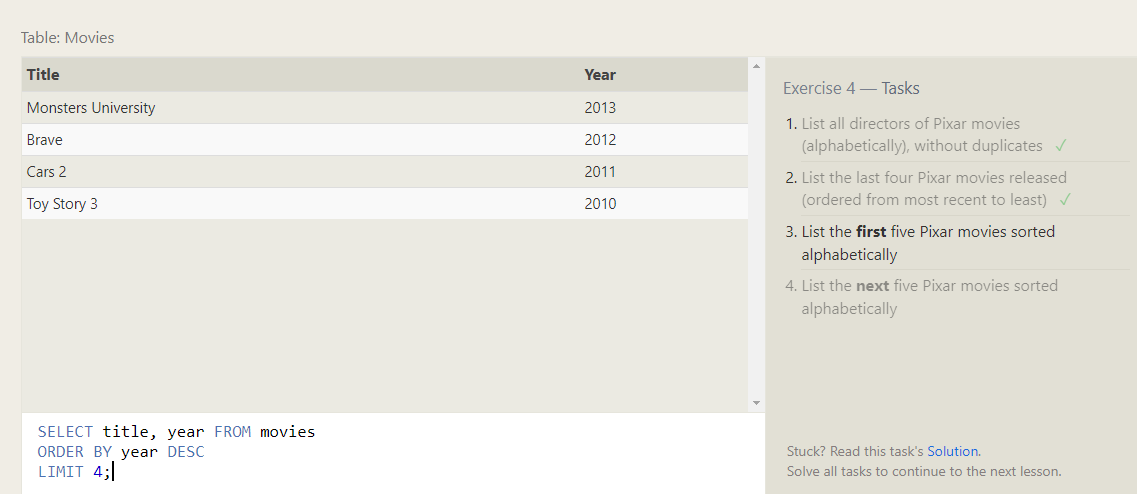 Table: Movies
Title Year
Monsters University 2013
Brave 2012
Cars 2 2011
Toy Story 3 2010
SELECT title, year FROM movies
ORDER BY year DESC
LIMIT 4;
Exercise 4 — Tasks
1. List all directors of Pixar movies
(alphabetically), without duplicates ✓
2. List the last four Pixar movies released
(ordered from most recent to least) ✓
3. List the first five Pixar movies sorted
alphabetically
4. List the next five Pixar movies sorted
alphabetically
Stuck? Read this task's Solution.
Solve all tasks to continue to the next lesson.